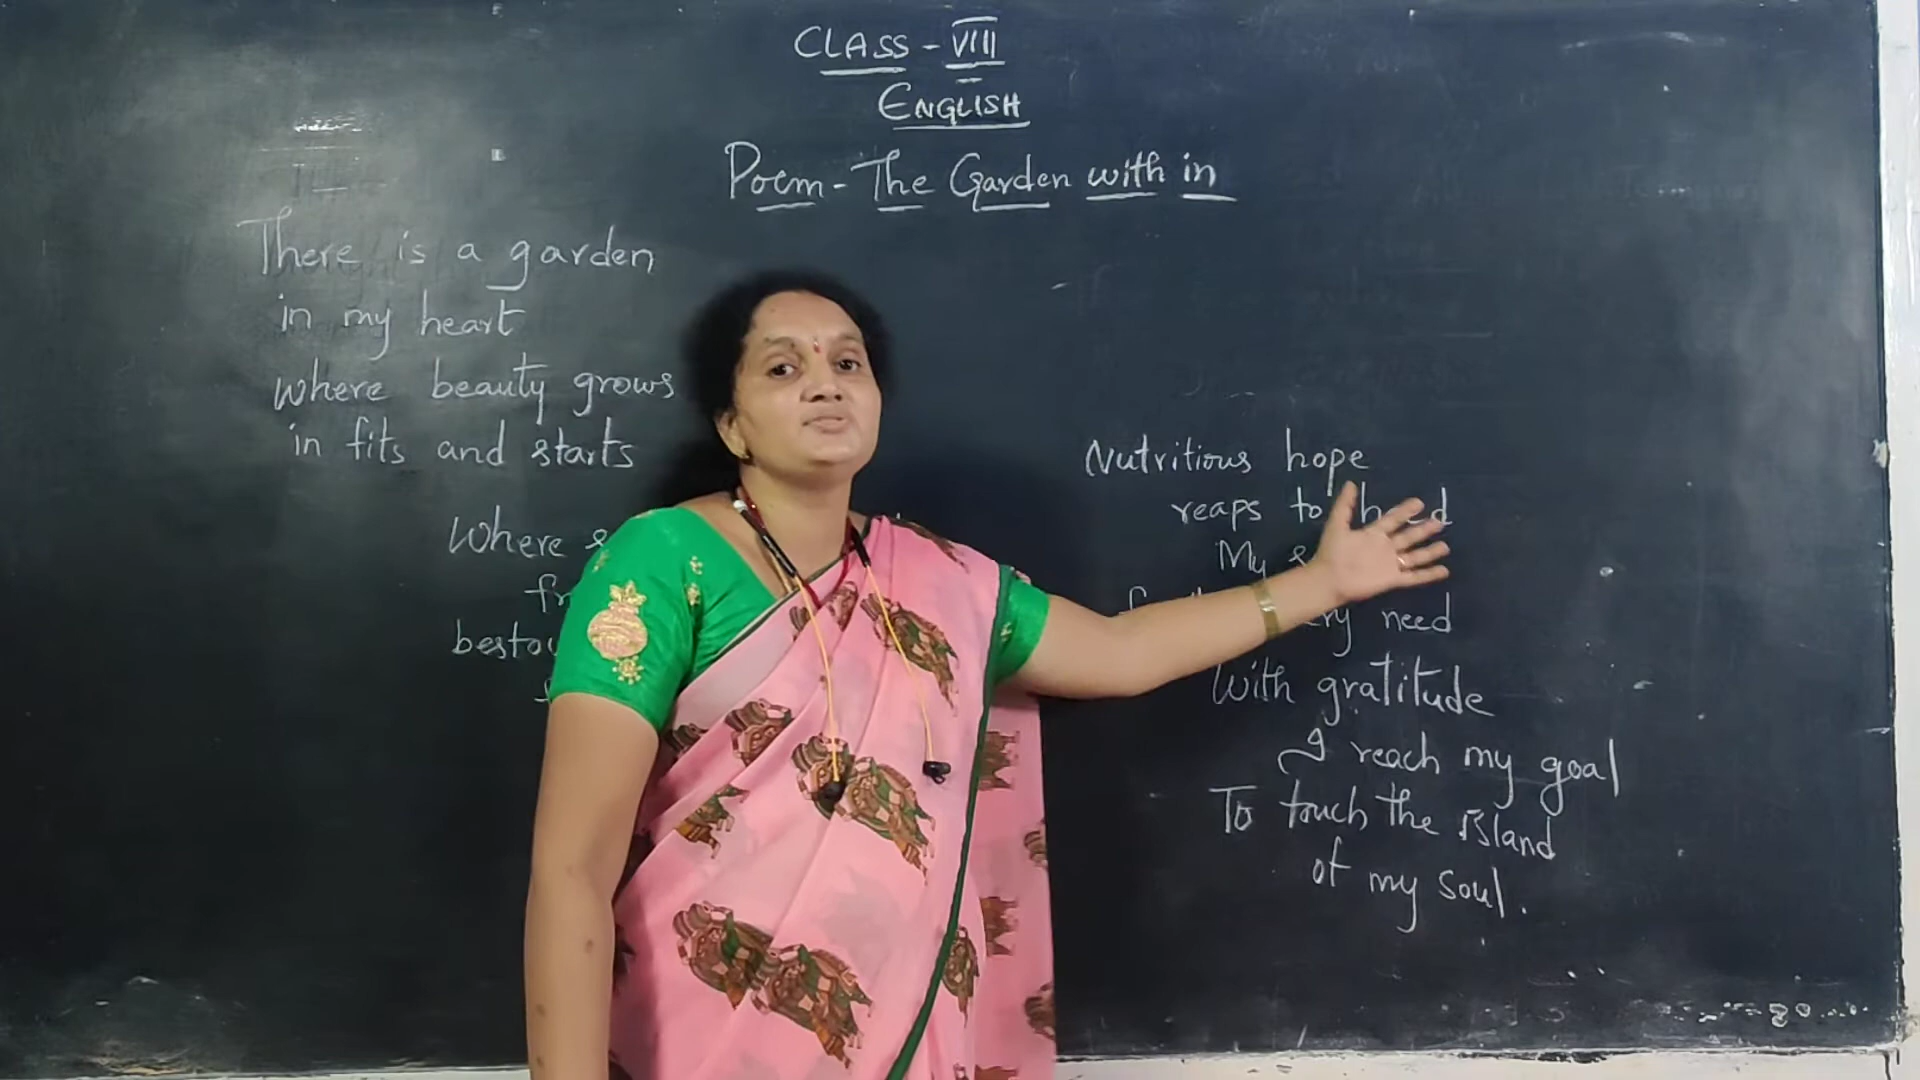 CLASS - VIII
ENGLISH
Poem - The Garden with in
There is a garden
in my heart
where beauty grows
in fits and starts
Where
Nutritious hope
reaps to
My
need
With gratitude
I reach my goal
To touch the Island
of my soul.